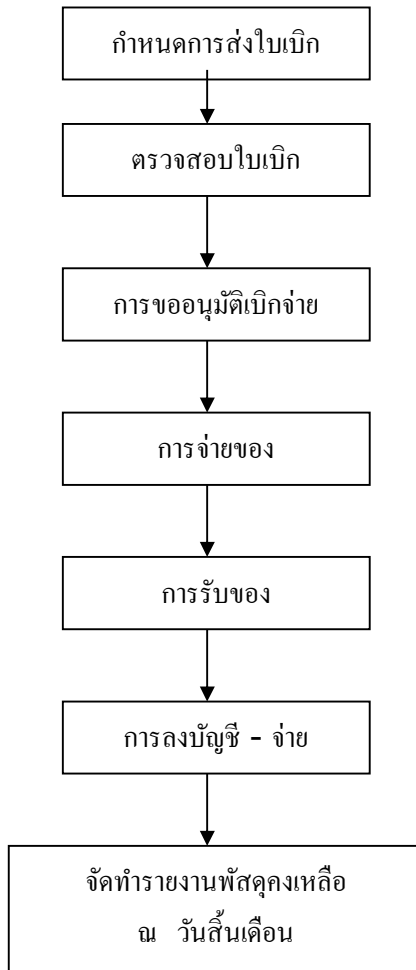 กำหนดการส่งใบเบิก
ตรวจสอบใบเบิก
การขออนุมัติเบิกจ่าย
การจ่ายของ
การรับของ
การลงบัญชี - จ่าย
จัดทำรายงานพัสดุคงเหลือ
ณ วันสิ้นเดือน